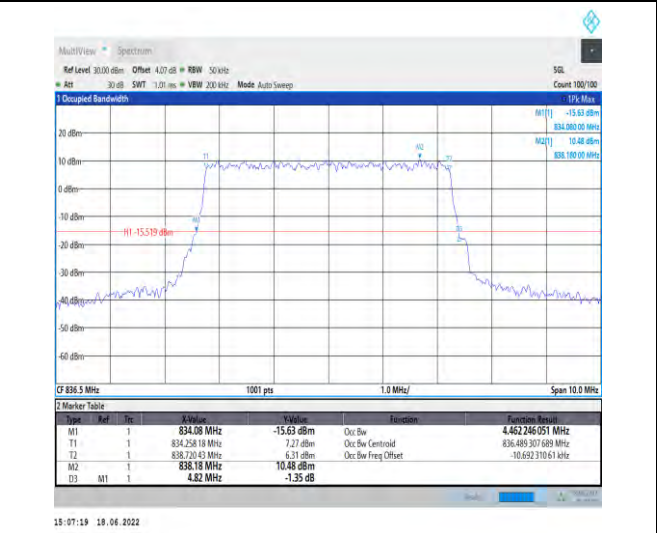 MultiView Spectrum
Ref Level 30.00 dBm Offset 4.07 dB RBW 50 kHz SGL
Att 30 dB SWT 1.01 ms VBW 200 kHz Mode Auto Sweep Count 100/100
1 Occupied Bandwidth 1Pk Max
M1[1] -15.63 dBm
834.080 00 MHz
20 dBm M2[1] 10.48 dBm
838.180 00 MHz
M2
10 dBm T1 T2
0 dBm
-10 dBm
M1 D3
H1 -15.519 dBm
-20 dBm
-30 dBm
-40 dBm
-50 dBm
-60 dBm
CF 836.5 MHz 1001 pts 1.0 MHz/ Span 10.0 MHz
2 Marker Table
Type Ref Trc X-Value Y-Value Function Function Result
M1 1 834.08 MHz -15.63 dBm Occ Bw 4.462 246 051 MHz
T1 1 834.258 18 MHz 7.27 dBm Occ Bw Centroid 836.489 307 689 MHz
T2 1 838.720 43 MHz 6.31 dBm Occ Bw Freq Offset -10.692 310 61 kHz
M2 1 838.18 MHz 10.48 dBm
D3 M1 1 4.82 MHz -1.35 dB
15:07:19 18.06.2022